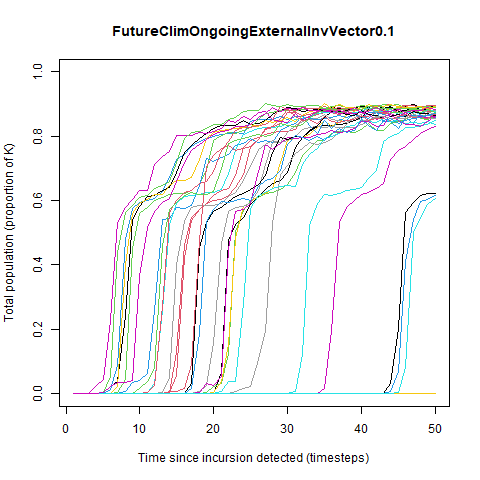 FutureClimOngoingExternalInvVector0.1
Total population (proportion of K)
1.0
0.8
0.6
0.4
0.2
0.0
0 10 20 30 40 50
Time since incursion detected (timesteps)